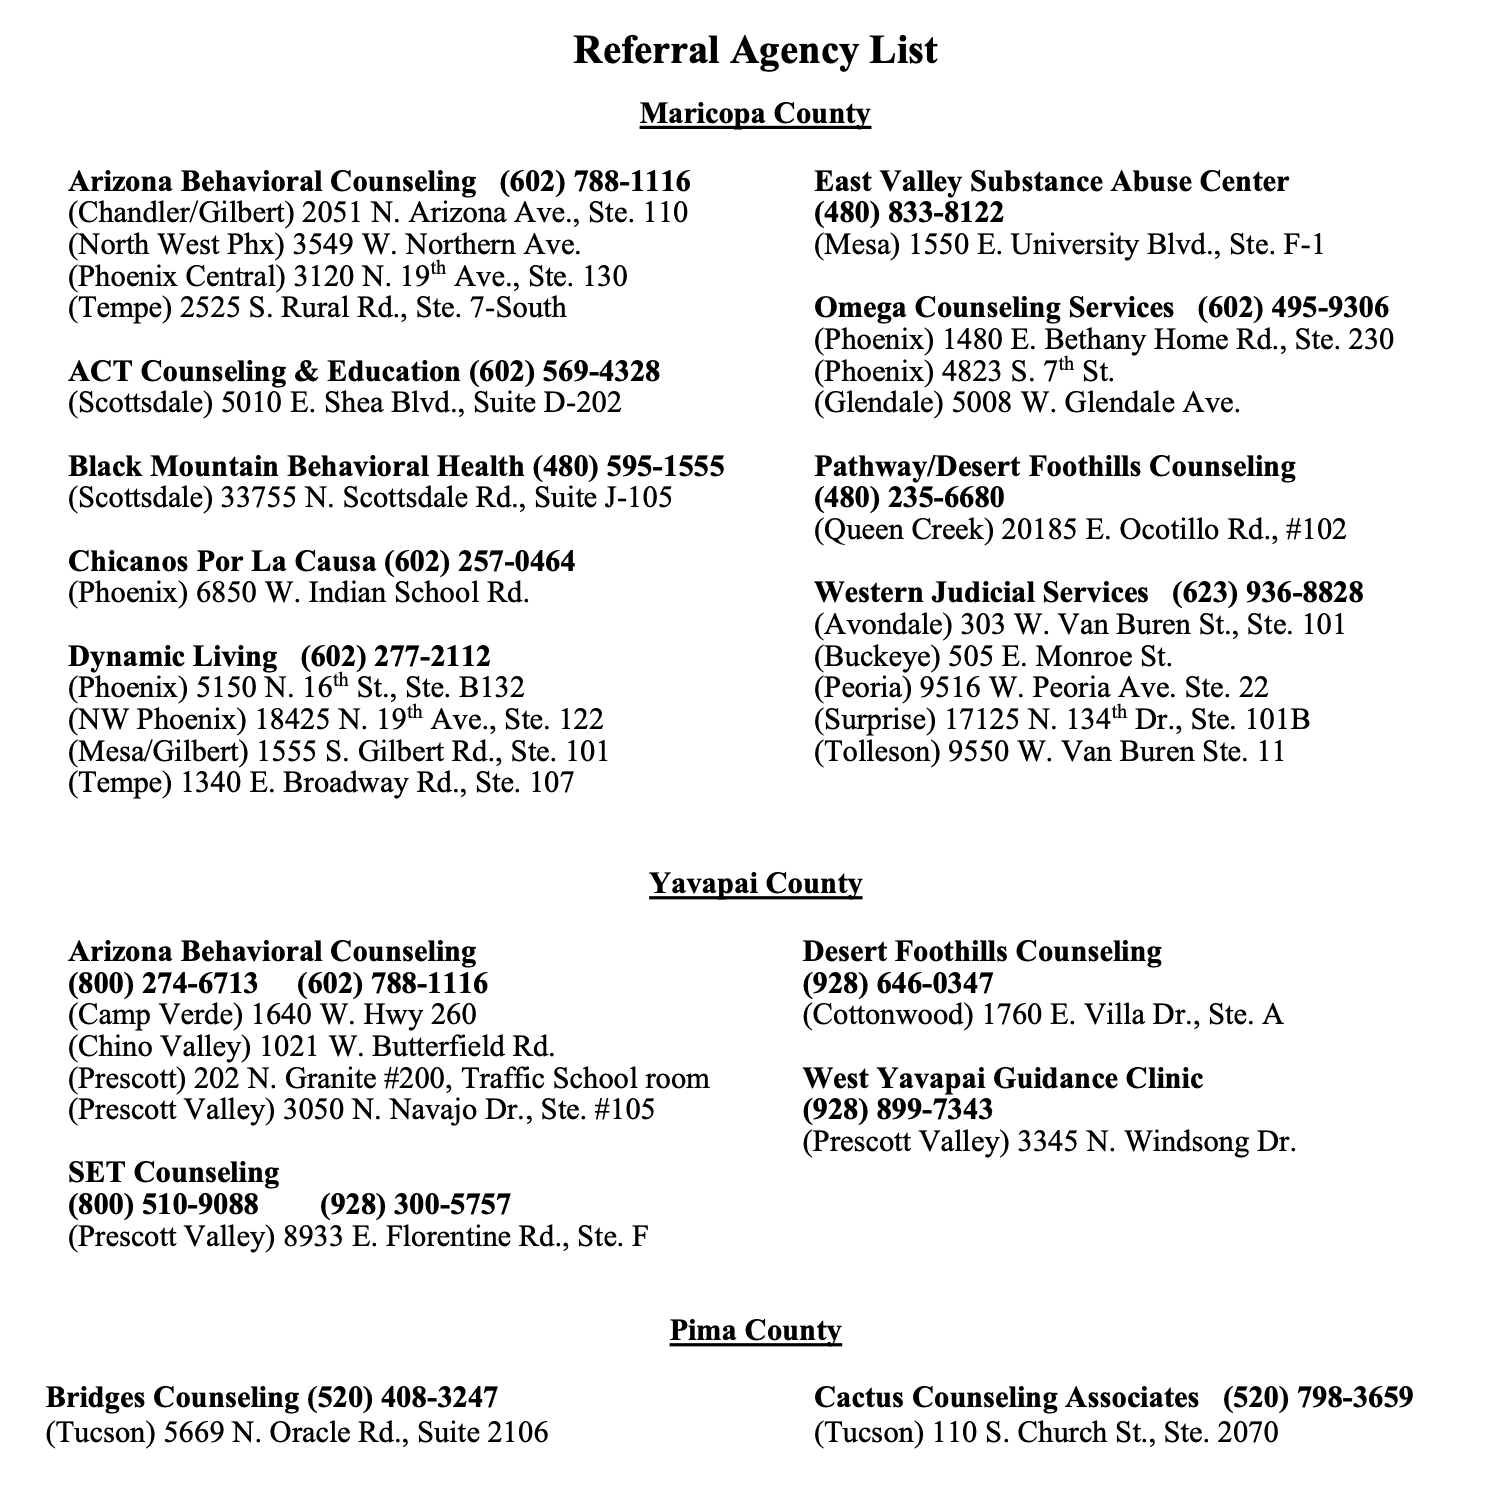 Referral Agency List
Maricopa County
Arizona Behavioral Counseling (602) 788-1116
(Chandler/Gilbert) 2051 N. Arizona Ave., Ste. 110
(North West Phx) 3549 W. Northern Ave.
(Phoenix Central) 3120 N. 19th Ave., Ste. 130
(Tempe) 2525 S. Rural Rd., Ste. 7-South
ACT Counseling & Education (602) 569-4328
(Scottsdale) 5010 E. Shea Blvd., Suite D-202
Black Mountain Behavioral Health (480) 595-1555
(Scottsdale) 33755 N. Scottsdale Rd., Suite J-105
Chicanos Por La Causa (602) 257-0464
(Phoenix) 6850 W. Indian School Rd.
Dynamic Living (602) 277-2112
(Phoenix) 5150 N. 16th St., Ste. B132
(NW Phoenix) 18425 N. 19th Ave., Ste. 122
(Mesa/Gilbert) 1555 S. Gilbert Rd., Ste. 101
(Tempe) 1340 E. Broadway Rd., Ste. 107
East Valley Substance Abuse Center
(480) 833-8122
(Mesa) 1550 E. University Blvd., Ste. F-1
Omega Counseling Services (602) 495-9306
(Phoenix) 1480 E. Bethany Home Rd., Ste. 230
(Phoenix) 4823 S. 7th St.
(Glendale) 5008 W. Glendale Ave.
Pathway/Desert Foothills Counseling
(480) 235-6680
(Queen Creek) 20185 E. Ocotillo Rd., #102
Western Judicial Services (623) 936-8828
(Avondale) 303 W. Van Buren St., Ste. 101
(Buckeye) 505 E. Monroe St.
(Peoria) 9516 W. Peoria Ave. Ste. 22
(Surprise) 17125 N. 134th Dr., Ste. 101B
(Tolleson) 9550 W. Van Buren Ste. 11
Yavapai County
Arizona Behavioral Counseling
(800) 274-6713 (602) 788-1116
(Camp Verde) 1640 W. Hwy 260
(Chino Valley) 1021 W. Butterfield Rd.
(Prescott) 202 N. Granite #200, Traffic School room
(Prescott Valley) 3050 N. Navajo Dr., Ste. #105
SET Counseling
(800) 510-9088 (928) 300-5757
(Prescott Valley) 8933 E. Florentine Rd., Ste. F
Desert Foothills Counseling
(928) 646-0347
(Cottonwood) 1760 E. Villa Dr., Ste. A
West Yavapai Guidance Clinic
(928) 899-7343
(Prescott Valley) 3345 N. Windsong Dr.
Pima County
Bridges Counseling (520) 408-3247
(Tucson) 5669 N. Oracle Rd., Suite 2106
Cactus Counseling Associates (520) 798-3659
(Tucson) 110 S. Church St., Ste. 2070